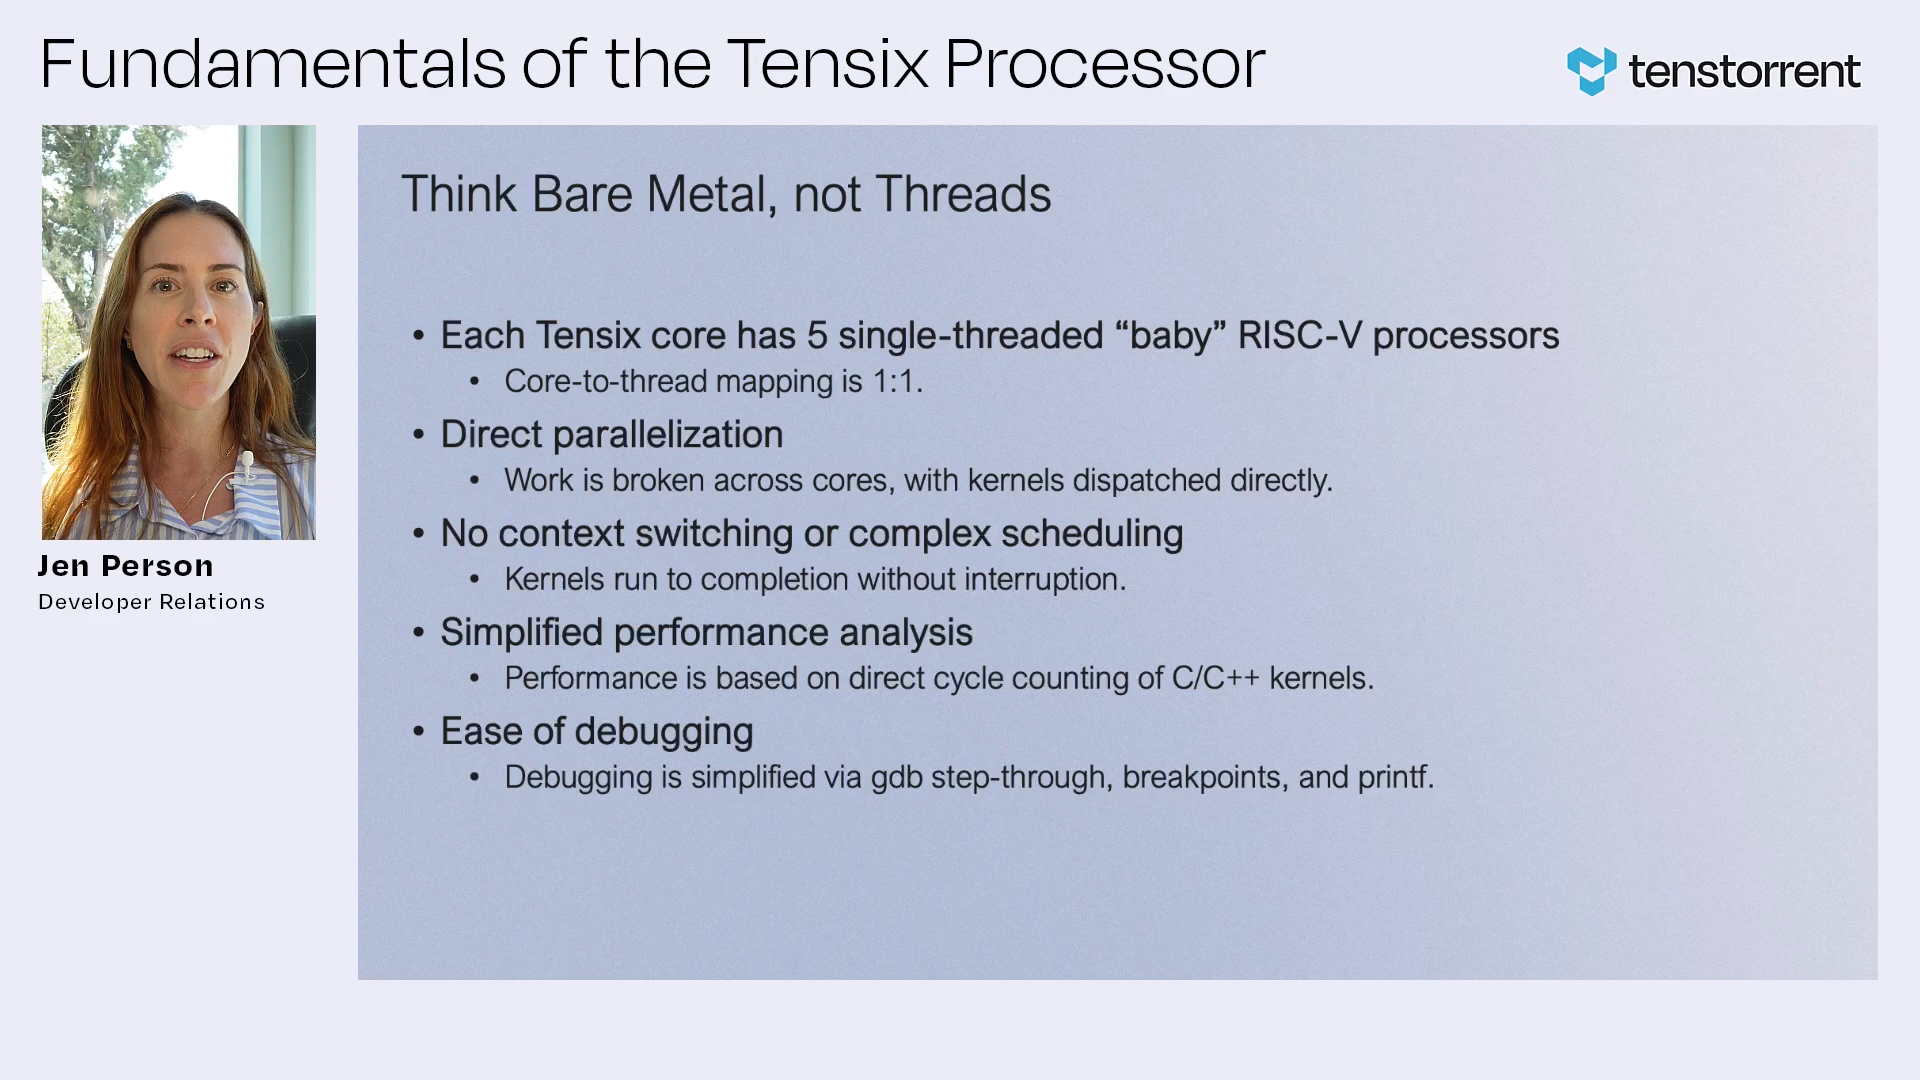 Fundamentals of the Tensix Processor
tenstorrent
Jen Person
Developer Relations
Think Bare Metal, not Threads
• Each Tensix core has 5 single-threaded “baby” RISC-V processors
• Core-to-thread mapping is 1:1.
• Direct parallelization
• Work is broken across cores, with kernels dispatched directly.
• No context switching or complex scheduling
• Kernels run to completion without interruption.
• Simplified performance analysis
• Performance is based on direct cycle counting of C/C++ kernels.
• Ease of debugging
• Debugging is simplified via gdb step-through, breakpoints, and printf.